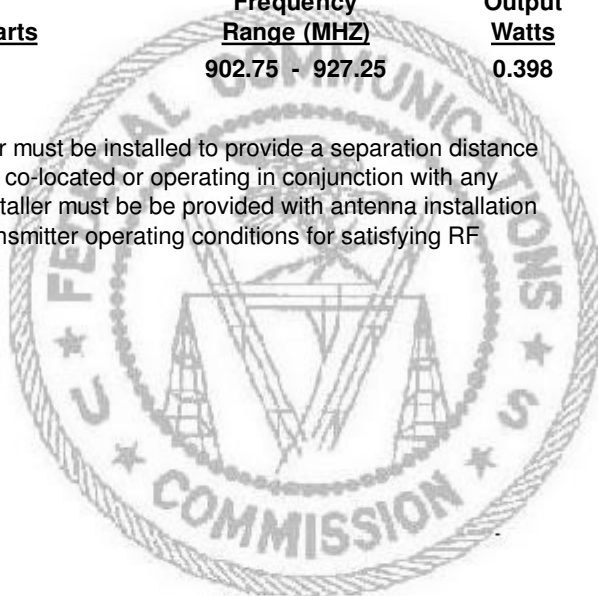 Frequency Output
arts Range (MHZ) Watts
902.75 - 927.25 0.398
r must be installed to provide a separation distance
co-located or operating in conjunction with any
taller must be be provided with antenna installation
nsmitter operating conditions for satisfying RF
FEDERAL COMMUNICATIONS
U S
COMMISSION